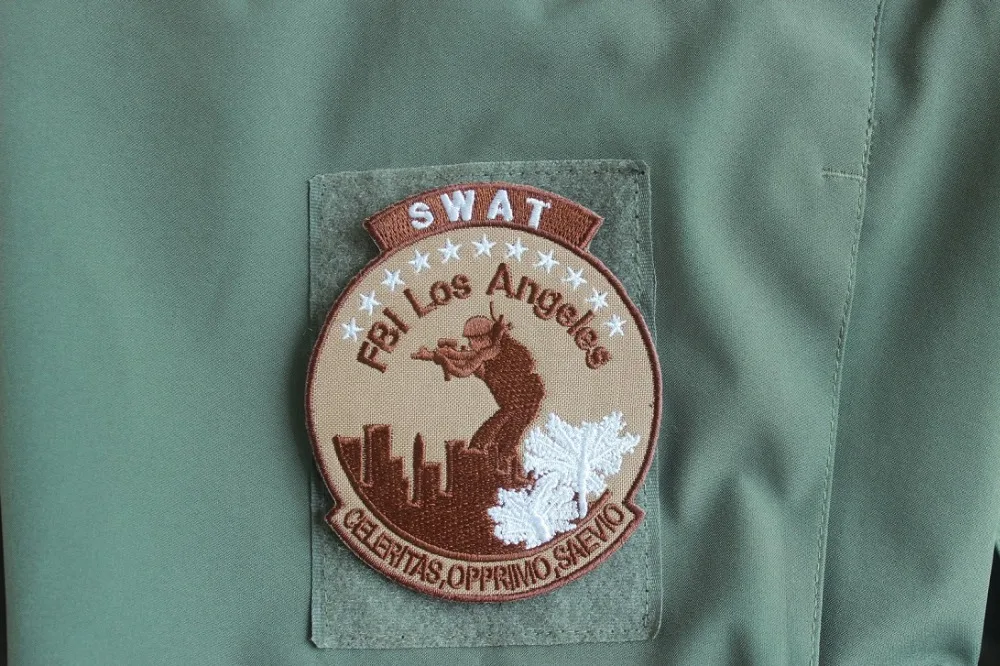 SWAT
FBI Los Angeles
CELERITAS,OPPRIMO,SAEVIO